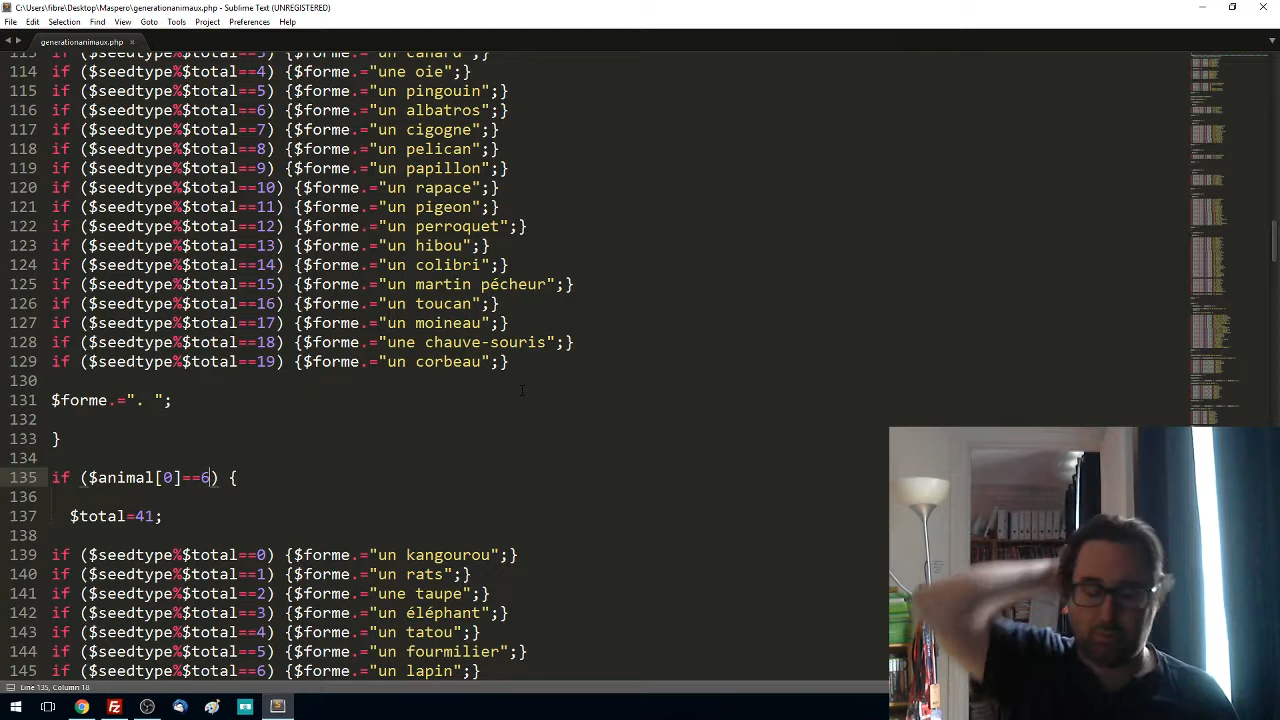 C:\Users\fibre\Desktop\Maspero\generationanimaux.php - Sublime Text (UNREGISTERED)
File Edit Selection Find View Goto Tools Project Preferences Help
generationanimaux.php
113 if ($seedtype%$total==3) {$forme.="un canard";}
114 if ($seedtype%$total==4) {$forme.="une oie";}
115 if ($seedtype%$total==5) {$forme.="un pingouin";}
116 if ($seedtype%$total==6) {$forme.="un albatros";}
117 if ($seedtype%$total==7) {$forme.="un cigogne";}
118 if ($seedtype%$total==8) {$forme.="un pelican";}
119 if ($seedtype%$total==9) {$forme.="un papillon";}
120 if ($seedtype%$total==10) {$forme.="un rapace";}
121 if ($seedtype%$total==11) {$forme.="un pigeon";}
122 if ($seedtype%$total==12) {$forme.="un perroquet";}
123 if ($seedtype%$total==13) {$forme.="un hibou";}
124 if ($seedtype%$total==14) {$forme.="un colibri";}
125 if ($seedtype%$total==15) {$forme.="un martin pécheur";}
126 if ($seedtype%$total==16) {$forme.="un toucan";}
127 if ($seedtype%$total==17) {$forme.="un moineau";}
128 if ($seedtype%$total==18) {$forme.="une chauve-souris";}
129 if ($seedtype%$total==19) {$forme.="un corbeau";}
130
131 $forme.=". ";
132
133 }
134
135 if ($animal[0]==6) {
136
137 $total=41;
138
139 if ($seedtype%$total==0) {$forme.="un kangourou";}
140 if ($seedtype%$total==1) {$forme.="un rats";}
141 if ($seedtype%$total==2) {$forme.="une taupe";}
142 if ($seedtype%$total==3) {$forme.="un éléphant";}
143 if ($seedtype%$total==4) {$forme.="un tatou";}
144 if ($seedtype%$total==5) {$forme.="un fourmilier";}
145 if ($seedtype%$total==6) {$forme.="un lapin";}
Line 135, Column 18